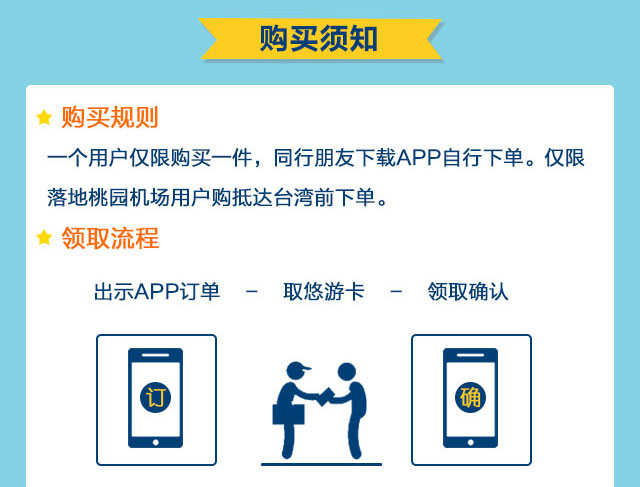 购买须知
购买规则
一个用户仅限购买一件，同行朋友下载APP自行下单。仅限
落地桃园机场用户购抵达台湾前下单。
领取流程
出示APP订单 - 取悠游卡 - 领取确认
订 确